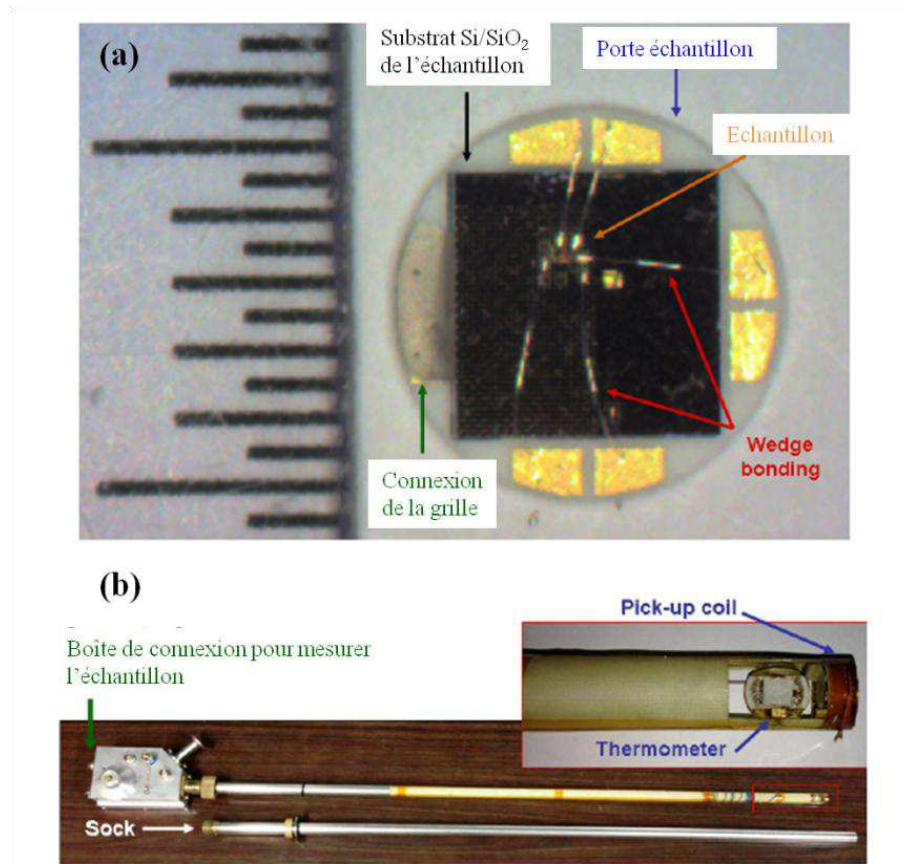 (a)
Substrat Si/SiO2
de l'échantillon
Porte échantillon
Echantillon
Wedge
bonding
Connexion
de la grille
(b)
Pick-up coil
Boîte de connexion pour mesurer
l'échantillon
Thermometer
Sock